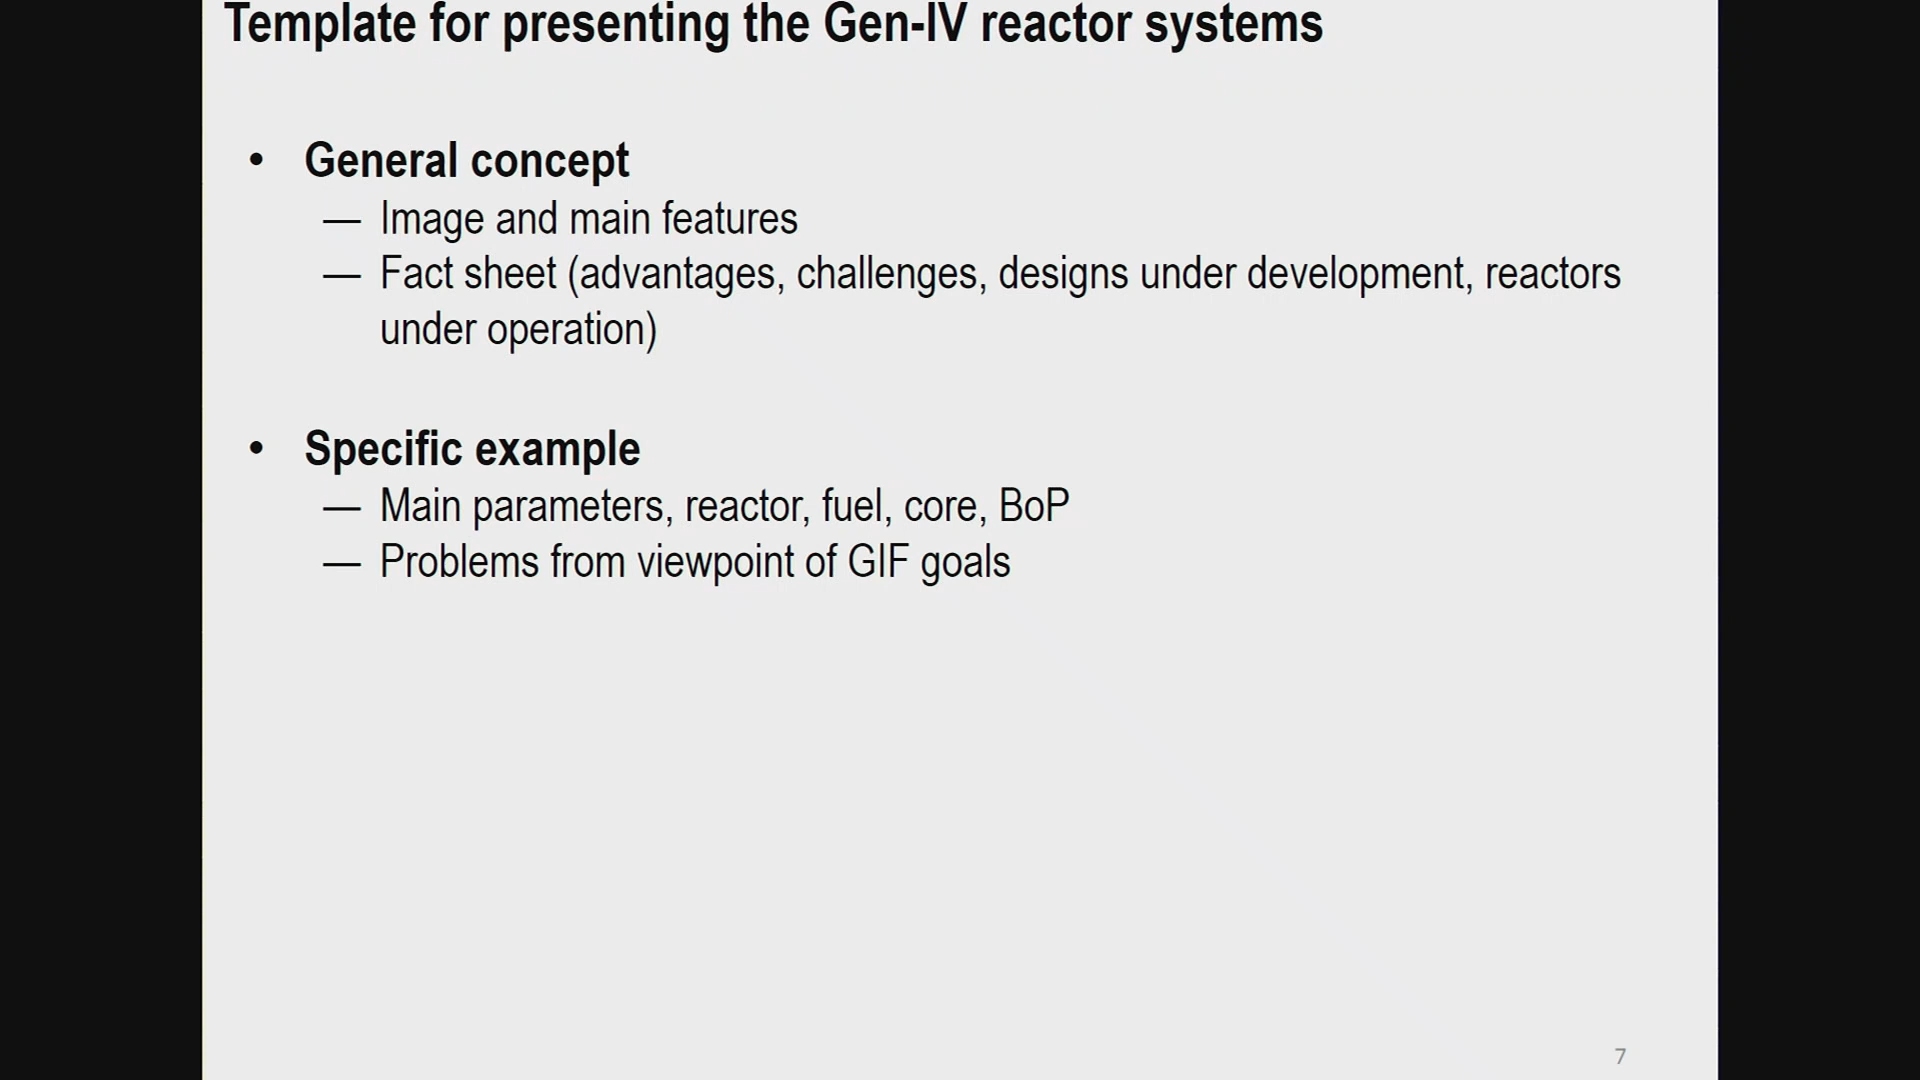 Template for presenting the Gen-IV reactor systems
• General concept
— Image and main features
— Fact sheet (advantages, challenges, designs under development, reactors
under operation)
• Specific example
— Main parameters, reactor, fuel, core, BoP
— Problems from viewpoint of GIF goals
7